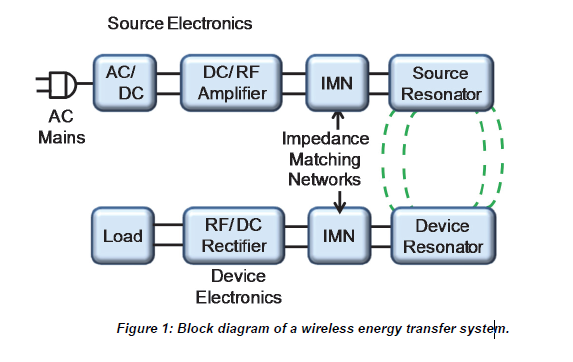 Source Electronics
AC/
DC
DC/RF
Amplifier
IMN
Source
Resonator
AC
Mains
Impedance
Matching
Networks
Load
RF/DC
Rectifier
IMN
Device
Resonator
Device
Electronics
Figure 1: Block diagram of a wireless energy transfer system.